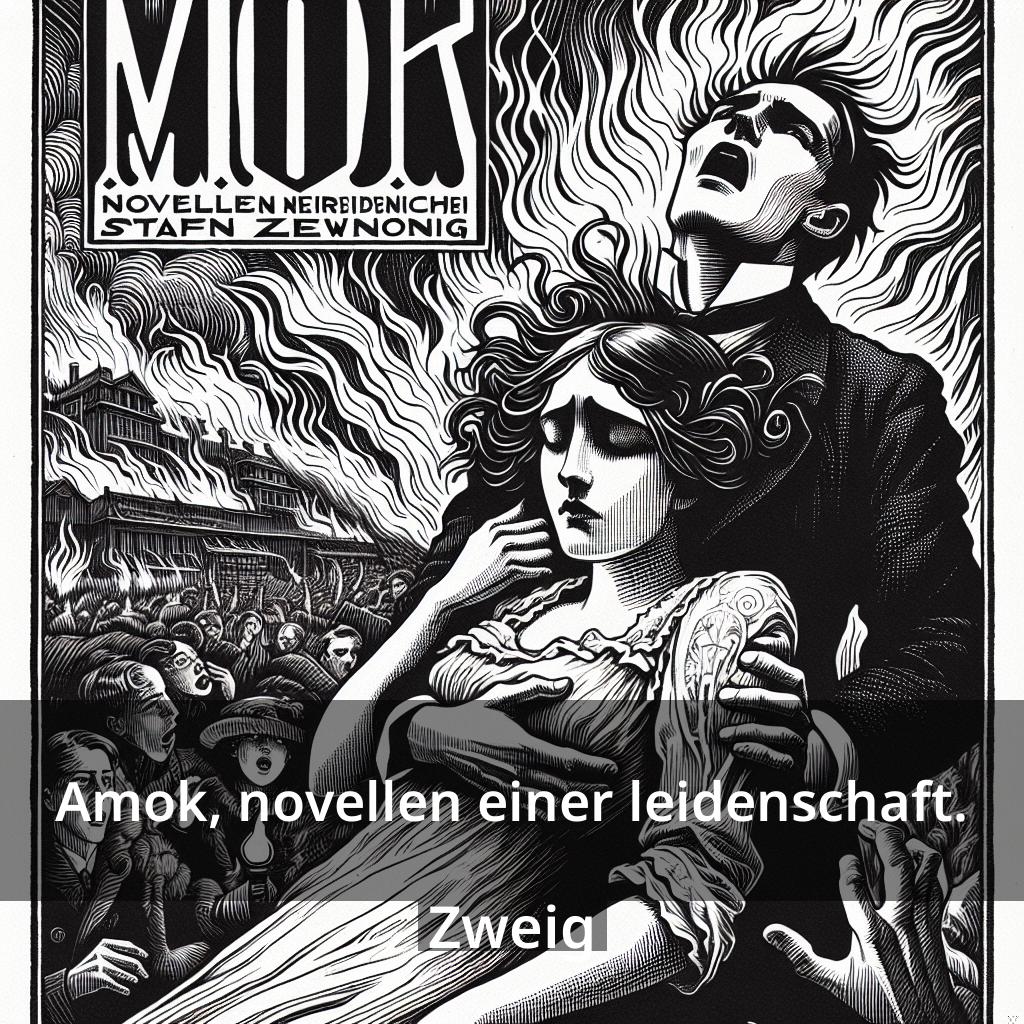 M.O.K
NOVELLEN NEIRBIDENICHEI
STAFN ZEWNONIG
Amok, novellen einer leidenschaft.
Zweig